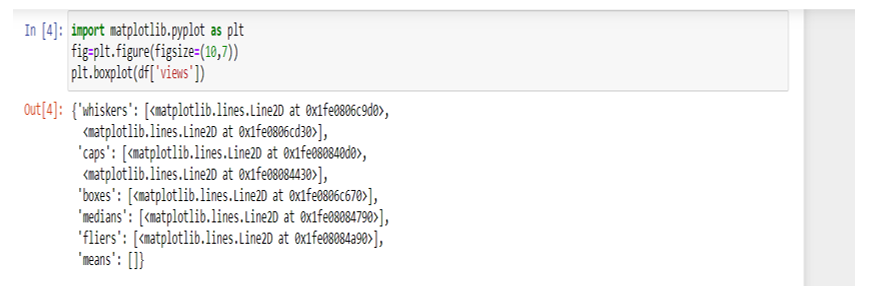 In [4]: import matplotlib.pyplot as plt
fig=plt.figure(figsize=(10,7))
plt.boxplot(df['views'])
Out[4]: {'whiskers': [<matplotlib.lines.Line2D at 0x1fe0806c9d0>,
<matplotlib.lines.Line2D at 0x1fe0806cd30>],
'caps': [<matplotlib.lines.Line2D at 0x1fe080840d0>,
<matplotlib.lines.Line2D at 0x1fe08084430>],
'boxes': [<matplotlib.lines.Line2D at 0x1fe0806c670>],
'medians': [<matplotlib.lines.Line2D at 0x1fe08084790>],
'fliers': [<matplotlib.lines.Line2D at 0x1fe08084a90>],
'means': []}